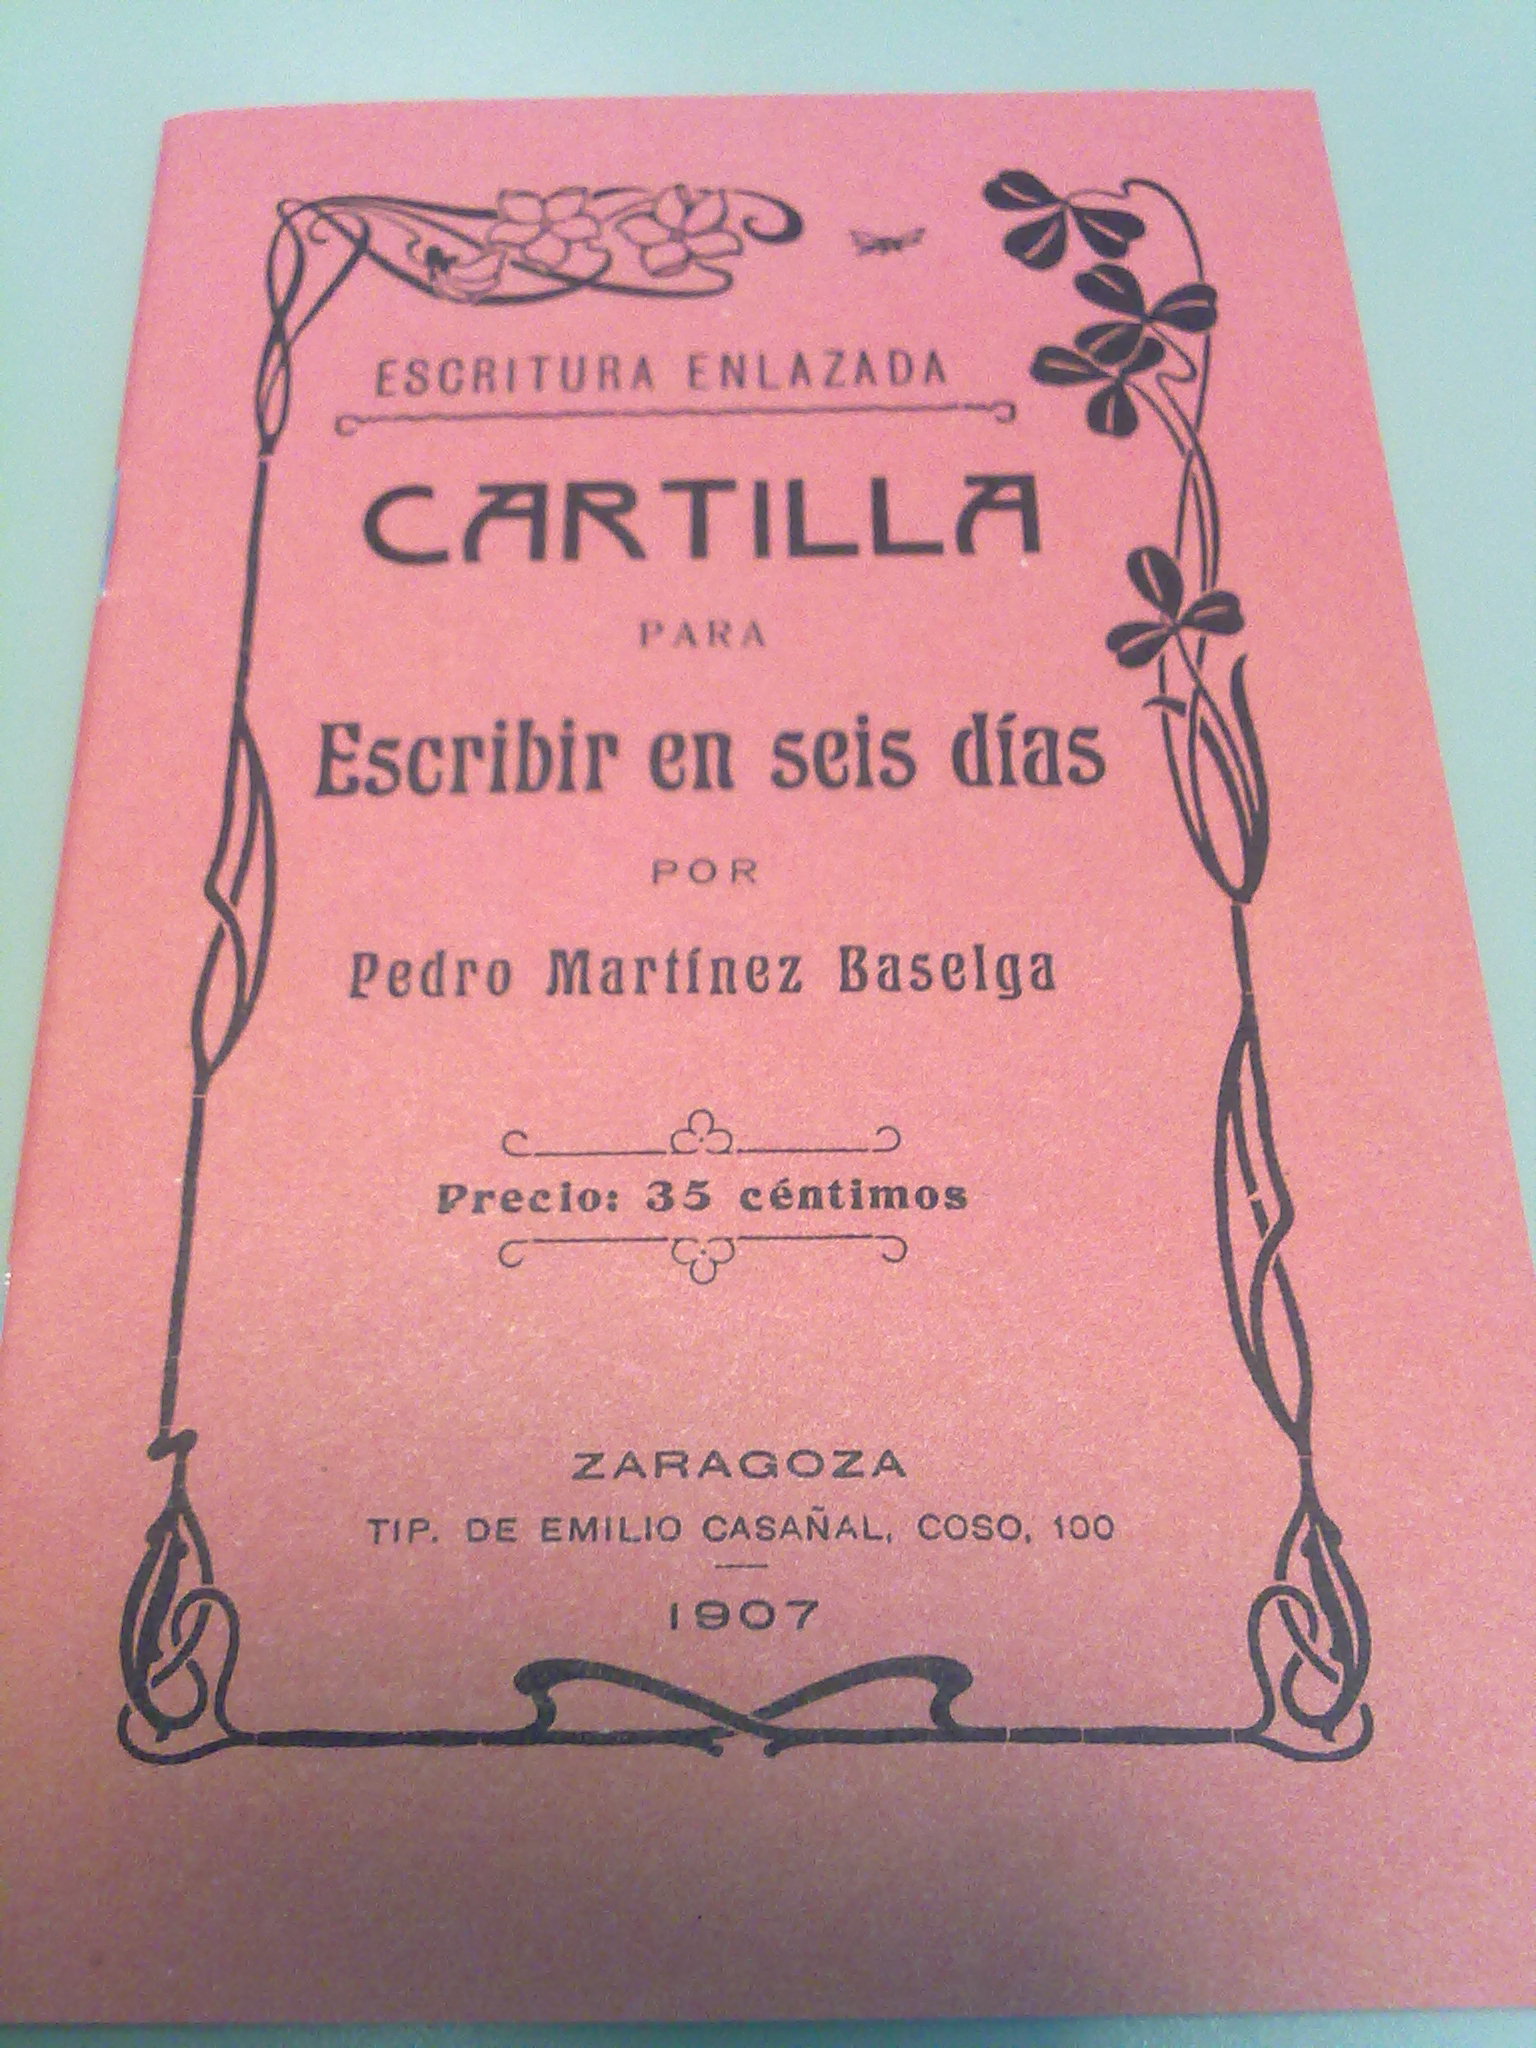 ESCRITURA ENLAZADA
CARTILLA
PARA
Escribir en seis días
POR
Pedro Martínez Baselga
Precio: 35 céntimos
ZARAGOZA
TIP. DE EMILIO CASAÑAL, COSO, 100
1907